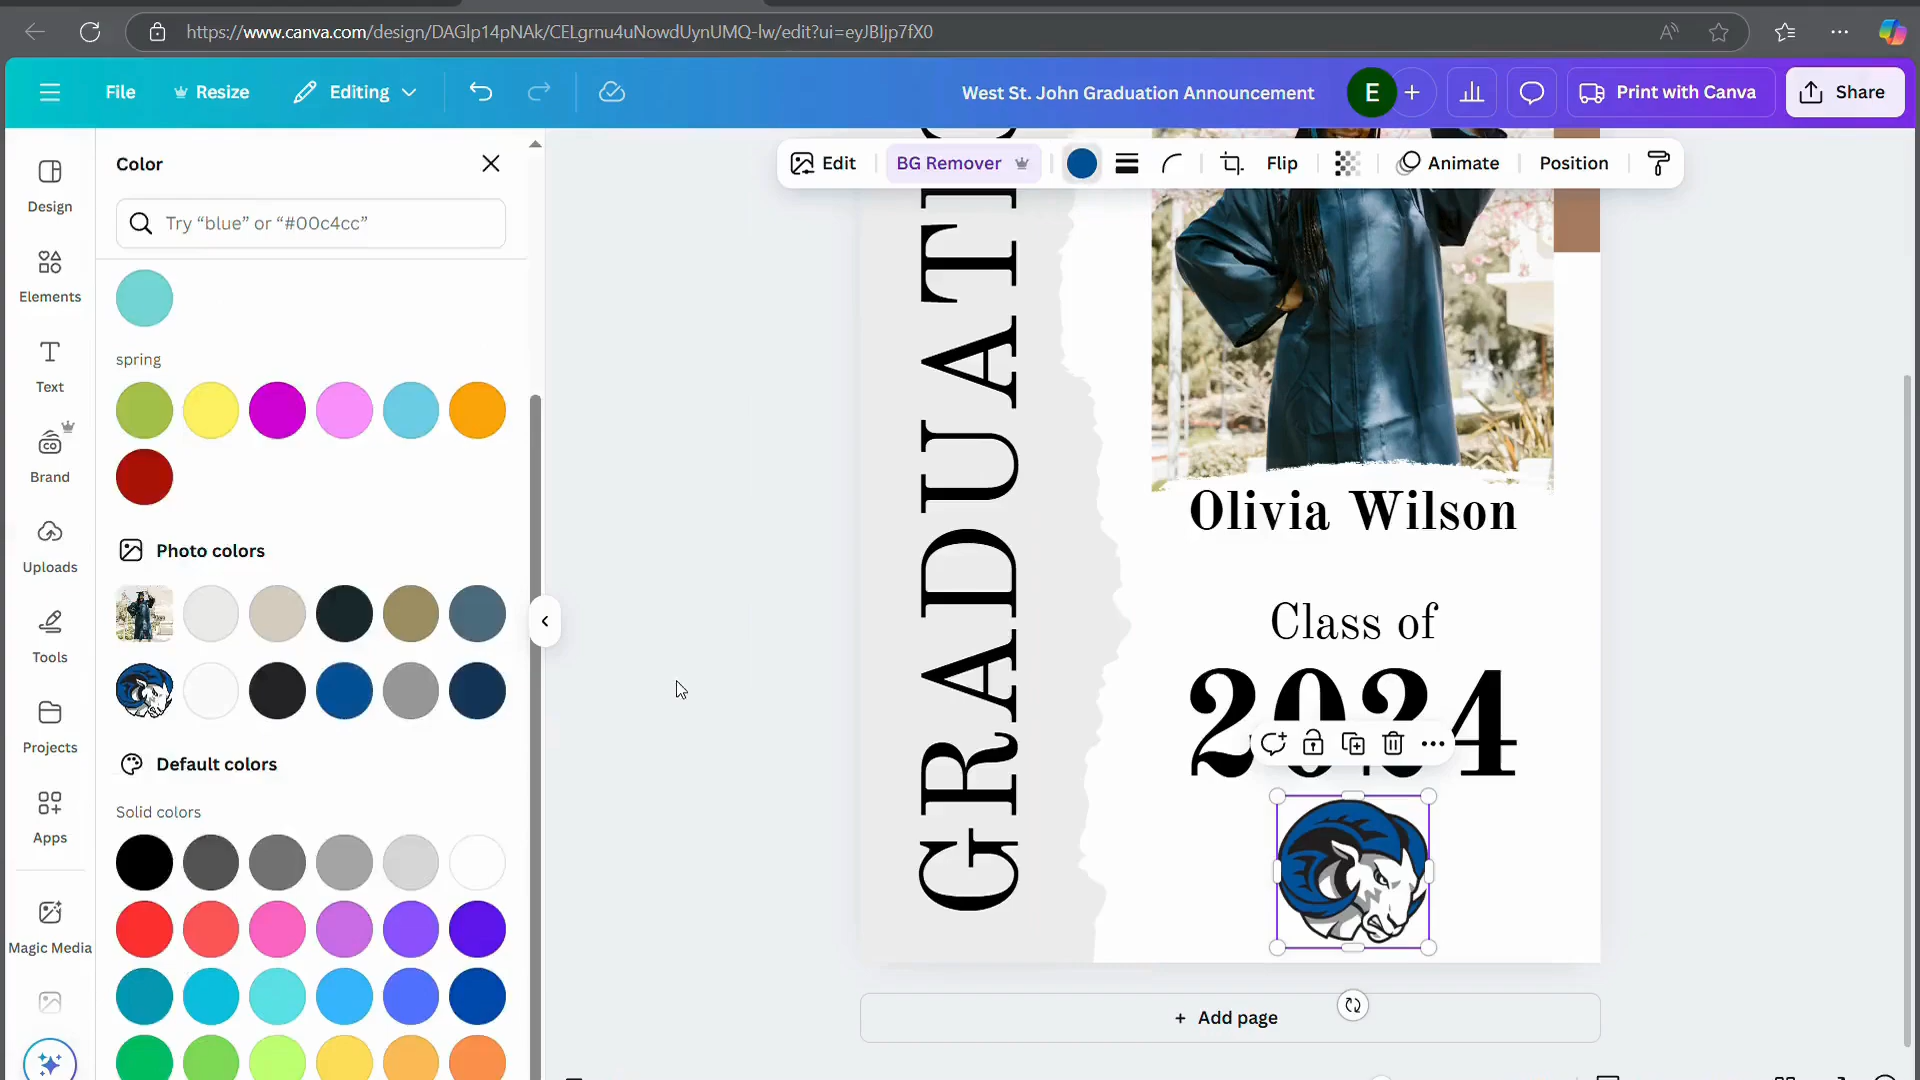 https://www.canva.com/design/DAGlp14pNAk/CELgrnu4uNowdUynUMQ-lw/edit?ui=eyJBIjp7fX0
File
Resize
Editing
West St. John Graduation Announcement
E
+
Print with Canva
Share
Design
Elements
Text
Brand
Uploads
Tools
Projects
Apps
Magic Media
Color
Try “blue” or “#00c4cc”
spring
Photo colors
Default colors
Solid colors
Edit
BG Remover
Flip
Animate
Position
GRADUATIO
Olivia Wilson
Class of
2024
+ Add page